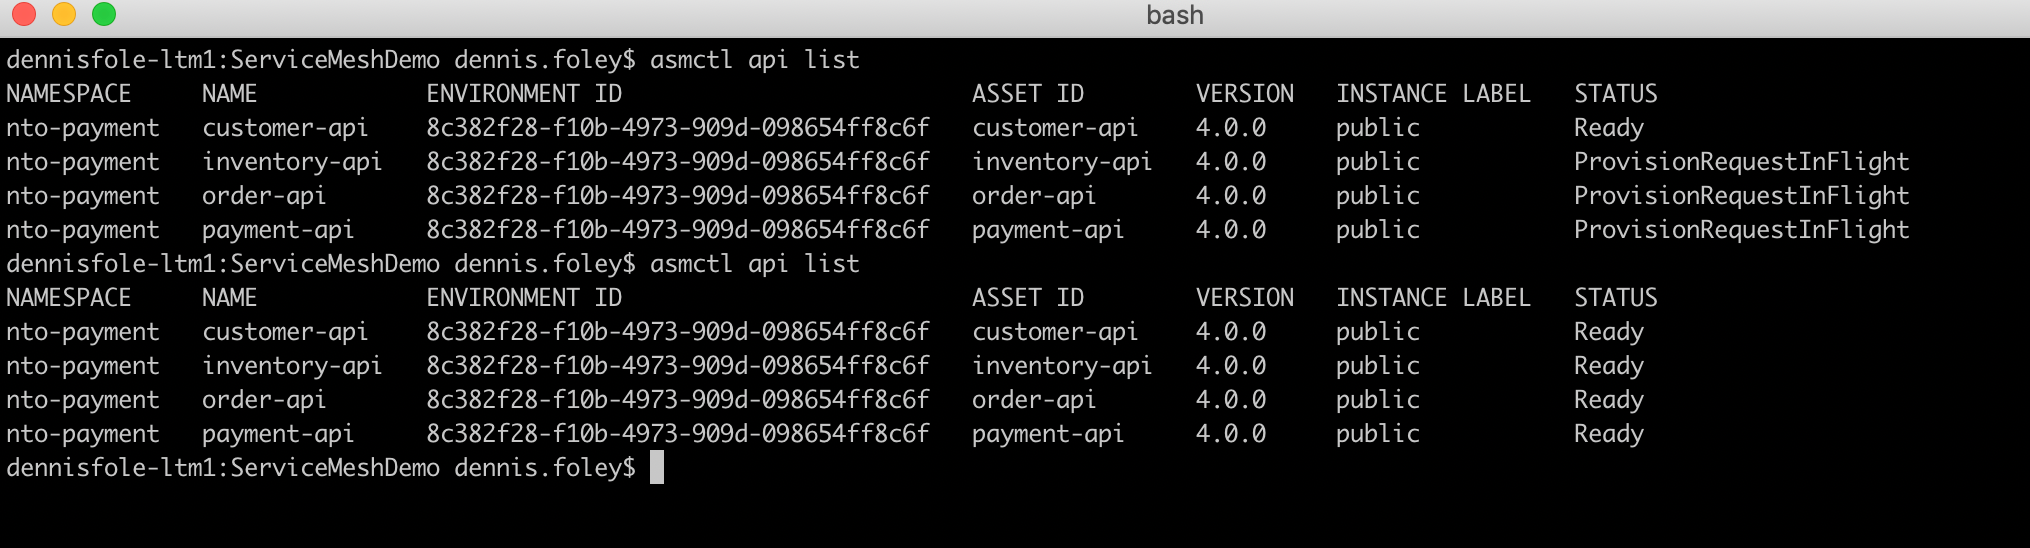 bash
dennisfole-ltm1:ServiceMeshDemo dennis.foley$ asmctl api list
NAMESPACE NAME ENVIRONMENT ID ASSET ID VERSION INSTANCE LABEL STATUS
nto-payment customer-api 8c382f28-f10b-4973-909d-098654ff8c6f customer-api 4.0.0 public Ready
nto-payment inventory-api 8c382f28-f10b-4973-909d-098654ff8c6f inventory-api 4.0.0 public ProvisionRequestInFlight
nto-payment order-api 8c382f28-f10b-4973-909d-098654ff8c6f order-api 4.0.0 public ProvisionRequestInFlight
nto-payment payment-api 8c382f28-f10b-4973-909d-098654ff8c6f payment-api 4.0.0 public ProvisionRequestInFlight
dennisfole-ltm1:ServiceMeshDemo dennis.foley$ asmctl api list
NAMESPACE NAME ENVIRONMENT ID ASSET ID VERSION INSTANCE LABEL STATUS
nto-payment customer-api 8c382f28-f10b-4973-909d-098654ff8c6f customer-api 4.0.0 public Ready
nto-payment inventory-api 8c382f28-f10b-4973-909d-098654ff8c6f inventory-api 4.0.0 public Ready
nto-payment order-api 8c382f28-f10b-4973-909d-098654ff8c6f order-api 4.0.0 public Ready
nto-payment payment-api 8c382f28-f10b-4973-909d-098654ff8c6f payment-api 4.0.0 public Ready
dennisfole-ltm1:ServiceMeshDemo dennis.foley$